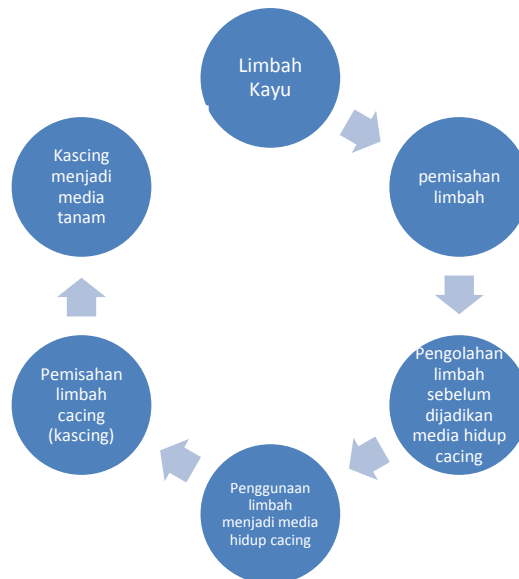 Limbah
Kayu
pemisahan
limbah
Pengolahan
limbah
sebelum
dijadikan
media hidup
cacing
Penggunaan
limbah
menjadi media
hidup cacing
Pemisahan
limbah
cacing
(kascing)
Kascing
menjadi
media
tanam